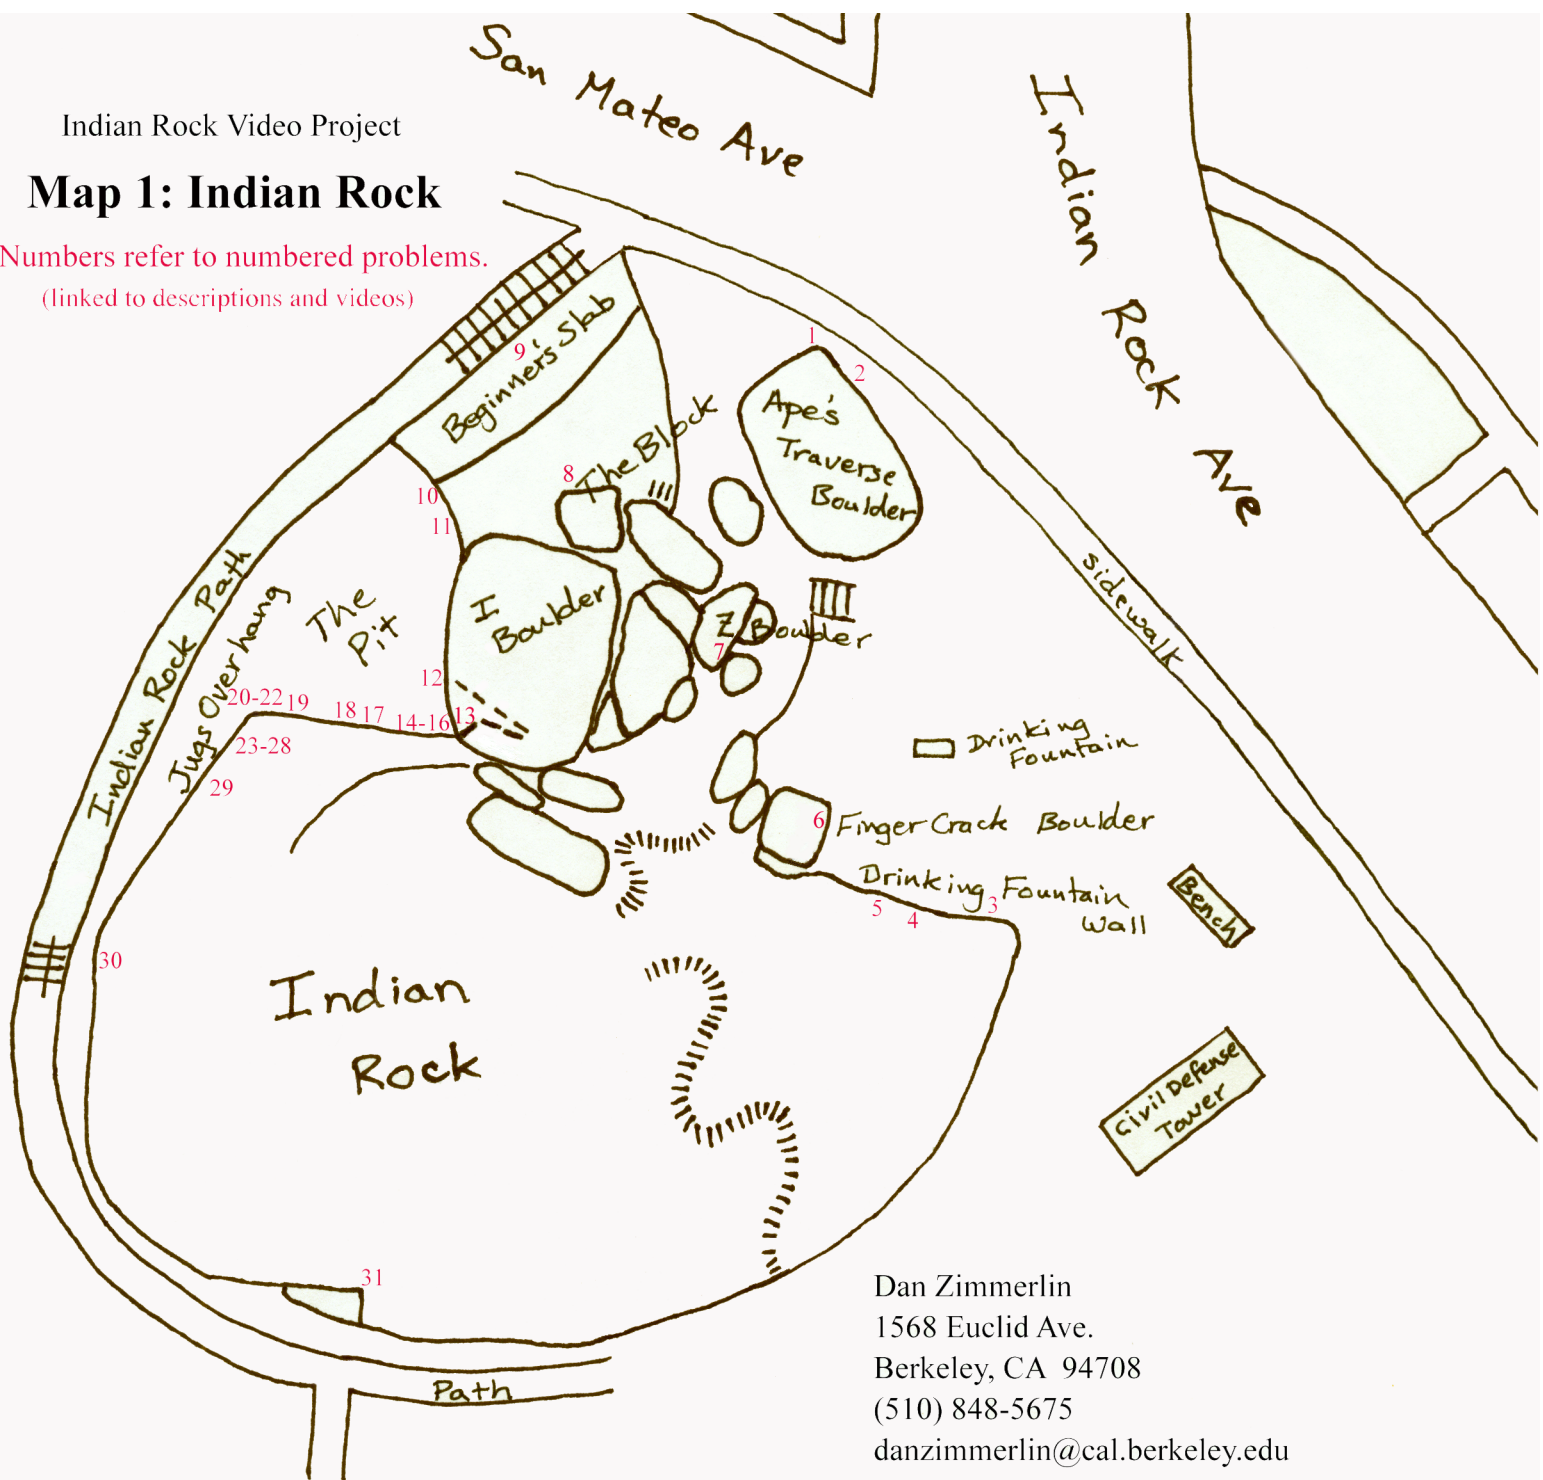 San Mateo Ave
Indian Rock Ave
Indian Rock Video Project
Map 1: Indian Rock
Numbers refer to numbered problems.
(linked to descriptions and videos)
9
Beginner's Slab
1
2
Ape's
Traverse
Boulder
The Block
8
10
11
I
Boulder
Z Boulder
7
sidewalk
Indian Rock Path
Jugs Overhang
The
Pit
12
13
20-22
19
18
17
14-16
23-28
29
Drinking
Fountain
6
Finger Crack Boulder
Drinking Fountain
Wall
5
4
3
Bench
30
Indian
Rock
Civil Defense
Tower
31
Path
Dan Zimmerlin
1568 Euclid Ave.
Berkeley, CA 94708
(510) 848-5675
danzimmerlin@cal.berkeley.edu